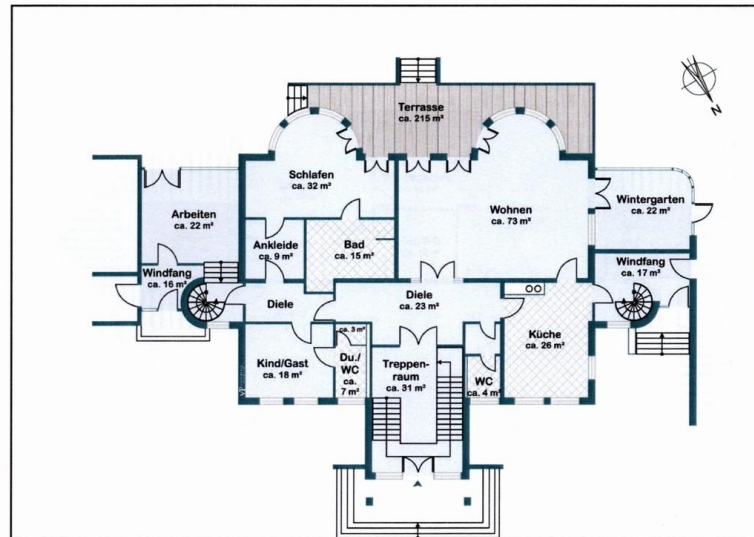 Terrasse
ca. 215 m²
N
Schlafen
ca. 32 m²
Arbeiten
ca. 22 m²
Wohnen
ca. 73 m²
Wintergarten
ca. 22 m²
Ankleide
ca. 9 m²
Bad
ca. 15 m²
Windfang
ca. 16 m²
Windfang
ca. 17 m²
Diele
Diele
ca. 23 m²
Küche
ca. 26 m²
ca. 3 m²
Kind/Gast
ca. 18 m²
Du./
WC
ca.
7 m²
Treppen-
raum
ca. 31 m²
WC
ca. 4 m²